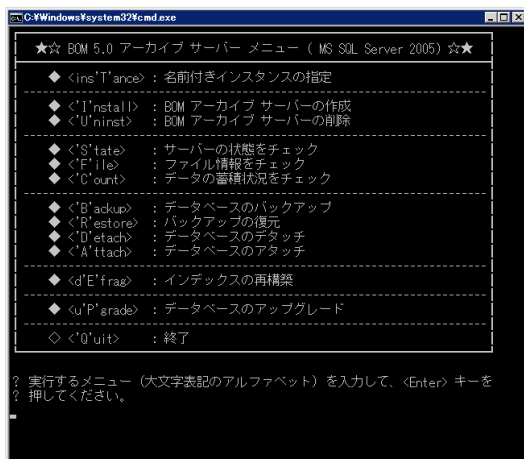 C:¥Windows¥system32¥cmd.exe
★☆ BOM 5.0 アーカイブ サーバー メニュー ( MS SQL Server 2005) ☆★
◆ <ins'T'ance> : 名前付きインスタンスの指定
◆ <'I'nstall> : BOM アーカイブ サーバーの作成
◆ <'U'ninst> : BOM アーカイブ サーバーの削除
◆ <'S'tate> : サーバーの状態をチェック
◆ <'F'ile> : ファイル情報をチェック
◆ <'C'ount> : データの蓄積状況をチェック
◆ <'B'ackup> : データベースのバックアップ
◆ <'R'estore> : バックアップの復元
◆ <'D'etach> : データベースのデタッチ
◆ <'A'ttach> : データベースのアタッチ
◆ <d'E'frag> : インデックスの再構築
◆ <u'P'grade> : データベースのアップグレード
◇ <'Q'uit> : 終了
? 実行するメニュー（大文字表記のアルファベット）を入力して、<Enter> キーを
? 押してください。